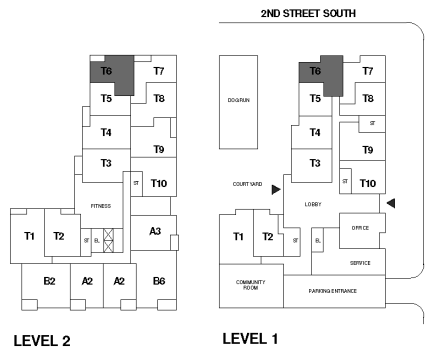 2ND STREET SOUTH
T6 T7
T5 T8
T4
T9
T3
ST T10
FITNESS
A3
T1 T2 ST EL
B2 A2 A2 B6
LEVEL 2
T6 T7
DOG RUN T5 T8
ST
T4
T9
T3
ST T10
COURTYARD
LOBBY
OFFICE
T1 T2 ST EL
SERVICE
COMMUNITY
ROOM
PARKING ENTRANCE
LEVEL 1